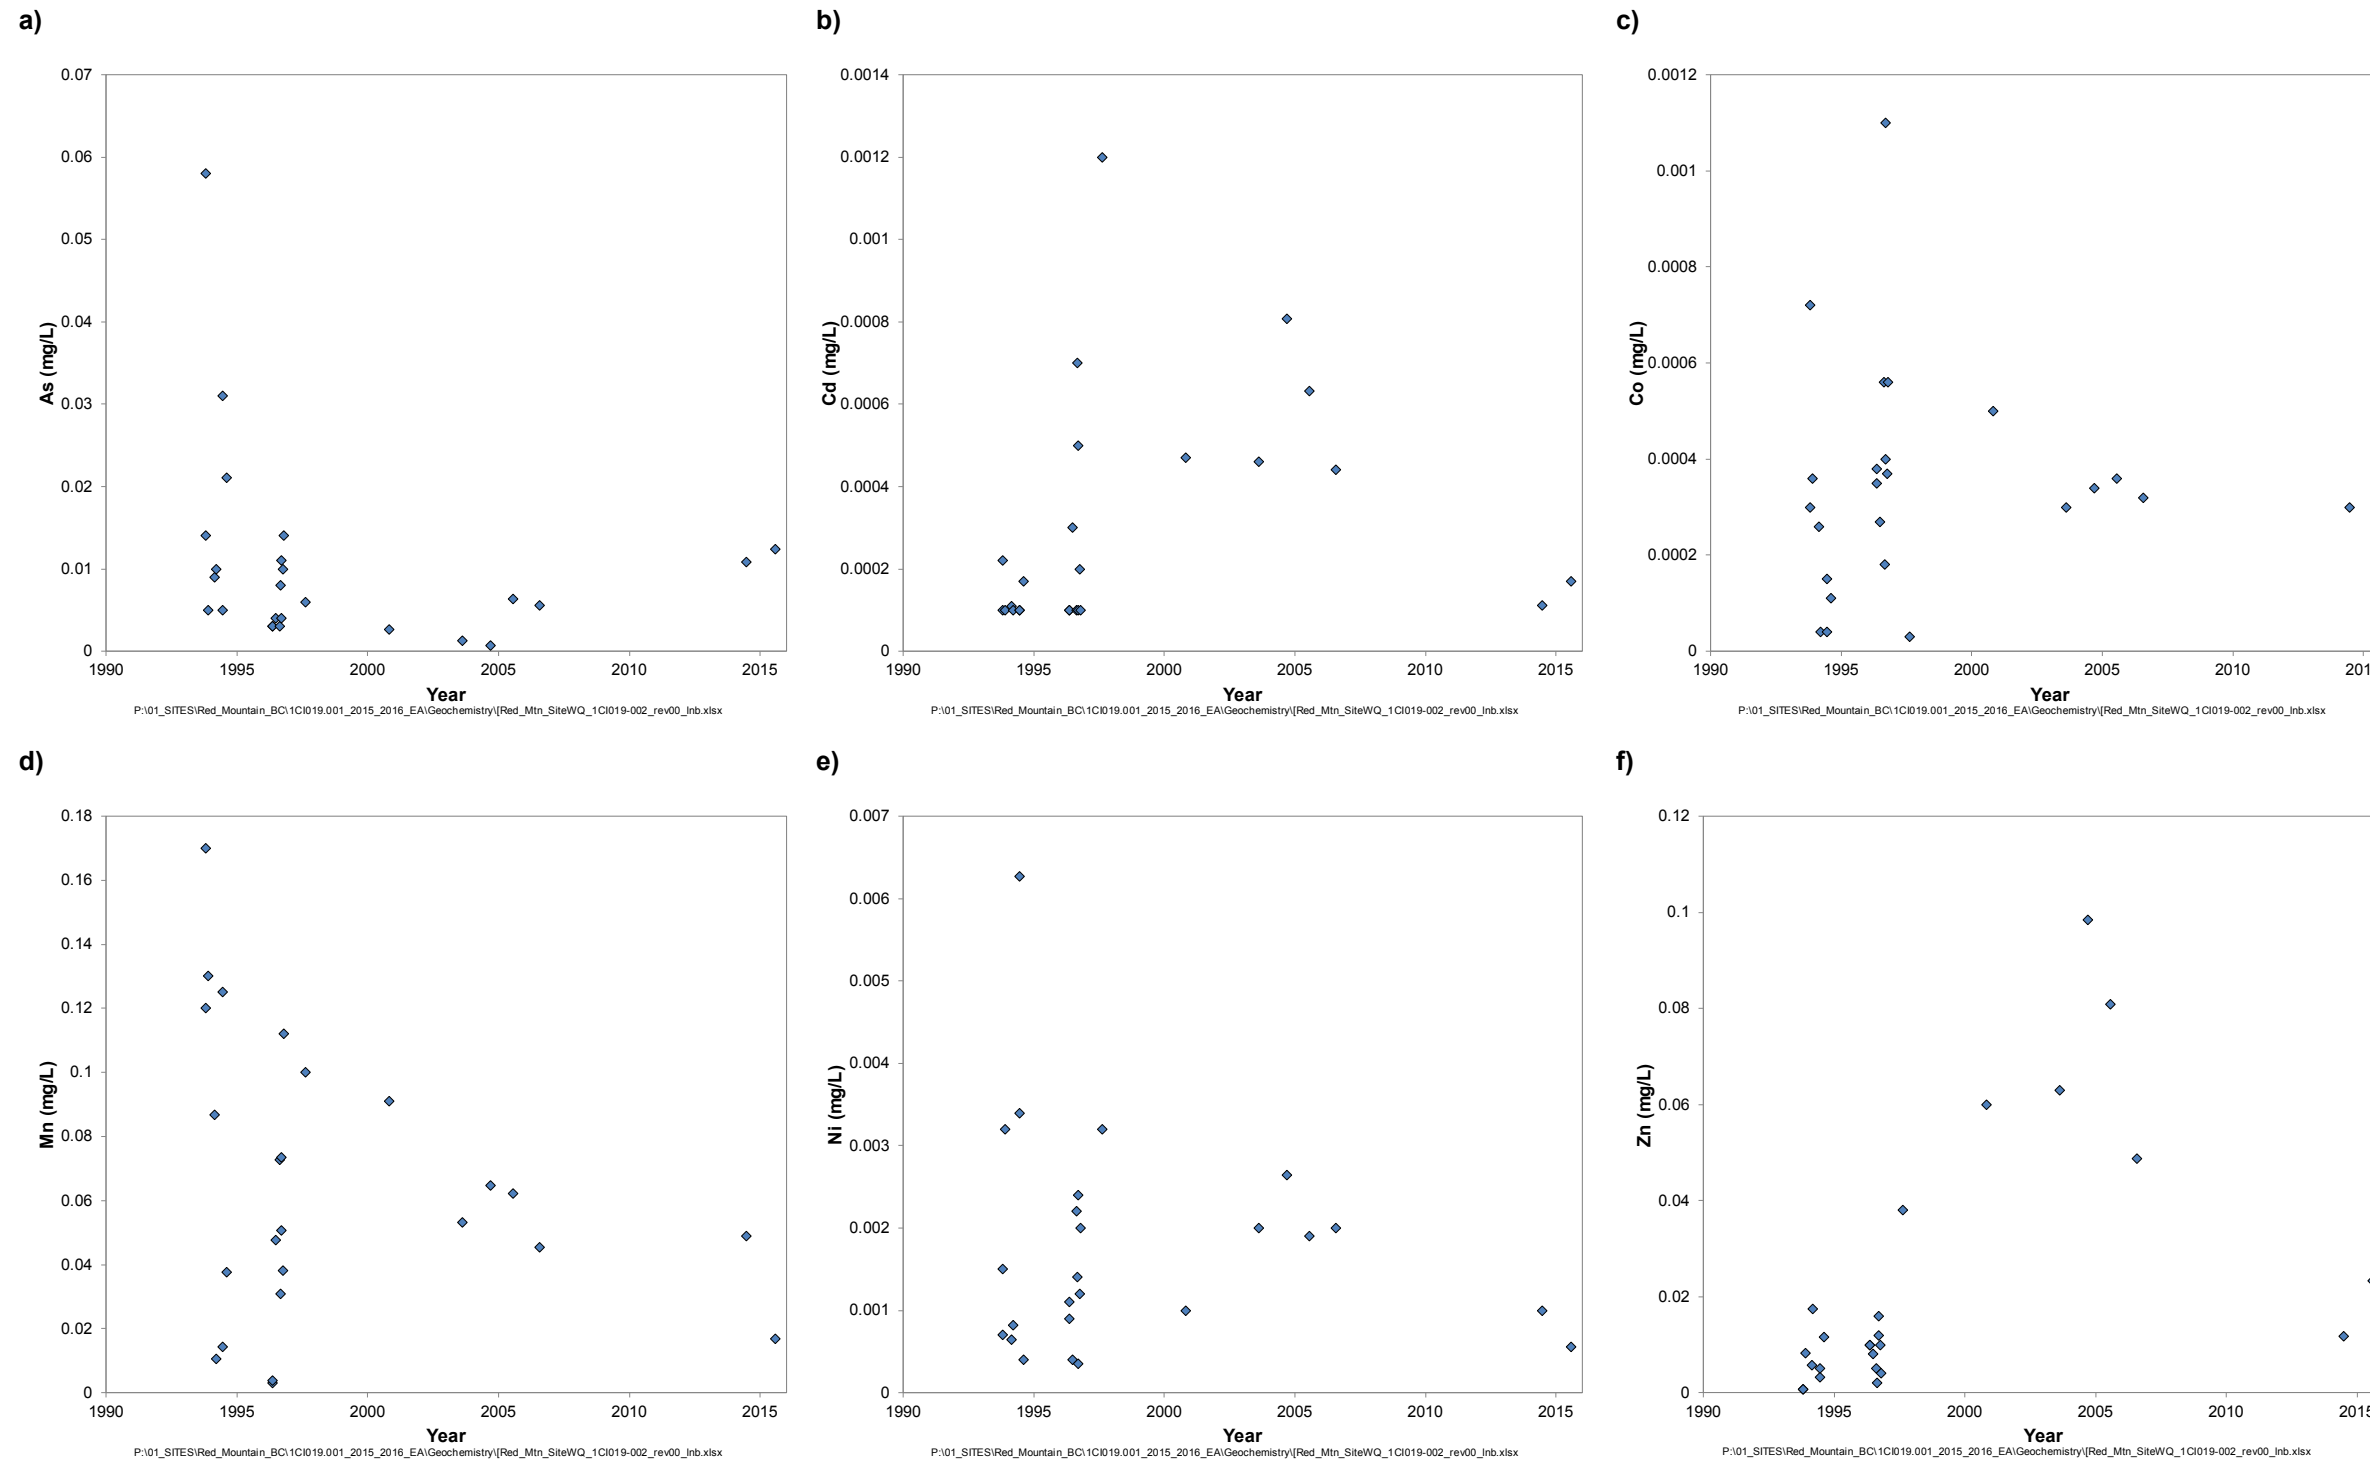 a)
0.07
0.06
0.05
0.04
0.03
0.02
0.01
0
As (mg/L)
1990 1995 2000 2005 2010 2015
Year
P:\01_SITES\Red_Mountain_BC\1CI019.001_2015_2016_EA\Geochemistry\[Red_Mtn_SiteWQ_1CI019-002_rev00_lnb.xlsx
b)
0.0014
0.0012
0.001
0.0008
0.0006
0.0004
0.0002
0
Cd (mg/L)
1990 1995 2000 2005 2010 2015
Year
P:\01_SITES\Red_Mountain_BC\1CI019.001_2015_2016_EA\Geochemistry\[Red_Mtn_SiteWQ_1CI019-002_rev00_lnb.xlsx
c)
0.0012
0.001
0.0008
0.0006
0.0004
0.0002
0
Co (mg/L)
1990 1995 2000 2005 2010 201
Year
P:\01_SITES\Red_Mountain_BC\1CI019.001_2015_2016_EA\Geochemistry\[Red_Mtn_SiteWQ_1CI019-002_rev00_lnb.xlsx
d)
0.18
0.16
0.14
0.12
0.1
0.08
0.06
0.04
0.02
0
Mn (mg/L)
1990 1995 2000 2005 2010 2015
Year
P:\01_SITES\Red_Mountain_BC\1CI019.001_2015_2016_EA\Geochemistry\[Red_Mtn_SiteWQ_1CI019-002_rev00_lnb.xlsx
e)
0.007
0.006
0.005
0.004
0.003
0.002
0.001
0
Ni (mg/L)
1990 1995 2000 2005 2010 2015
Year
P:\01_SITES\Red_Mountain_BC\1CI019.001_2015_2016_EA\Geochemistry\[Red_Mtn_SiteWQ_1CI019-002_rev00_lnb.xlsx
f)
0.12
0.1
0.08
0.06
0.04
0.02
0
Zn (mg/L)
1990 1995 2000 2005 2010 2015
Year
P:\01_SITES\Red_Mountain_BC\1CI019.001_2015_2016_EA\Geochemistry\[Red_Mtn_SiteWQ_1CI019-002_rev00_lnb.xlsx